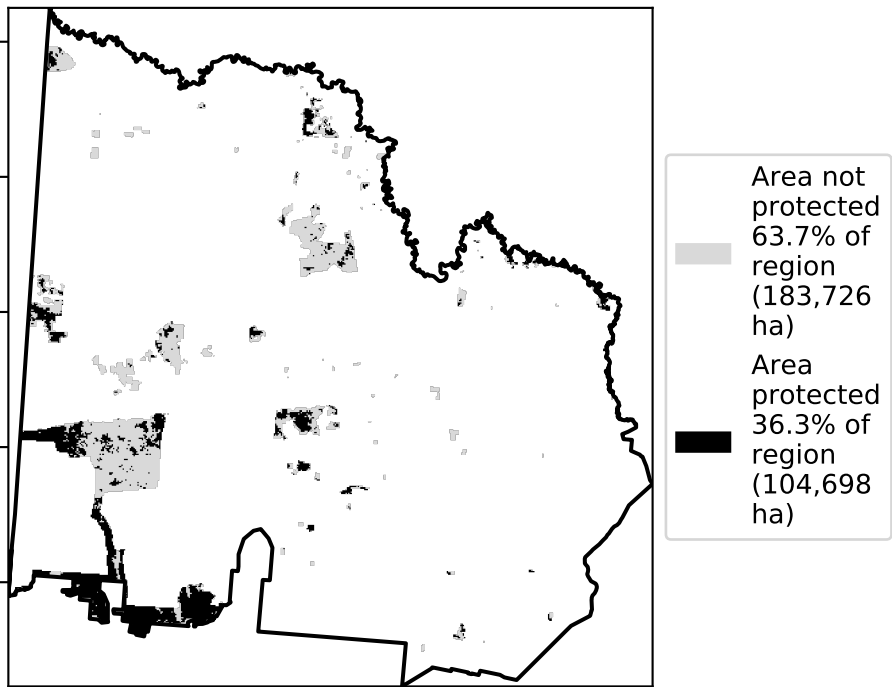 Area not
protected
63.7% of
region
(183,726
ha)
Area
protected
36.3% of
region
(104,698
ha)